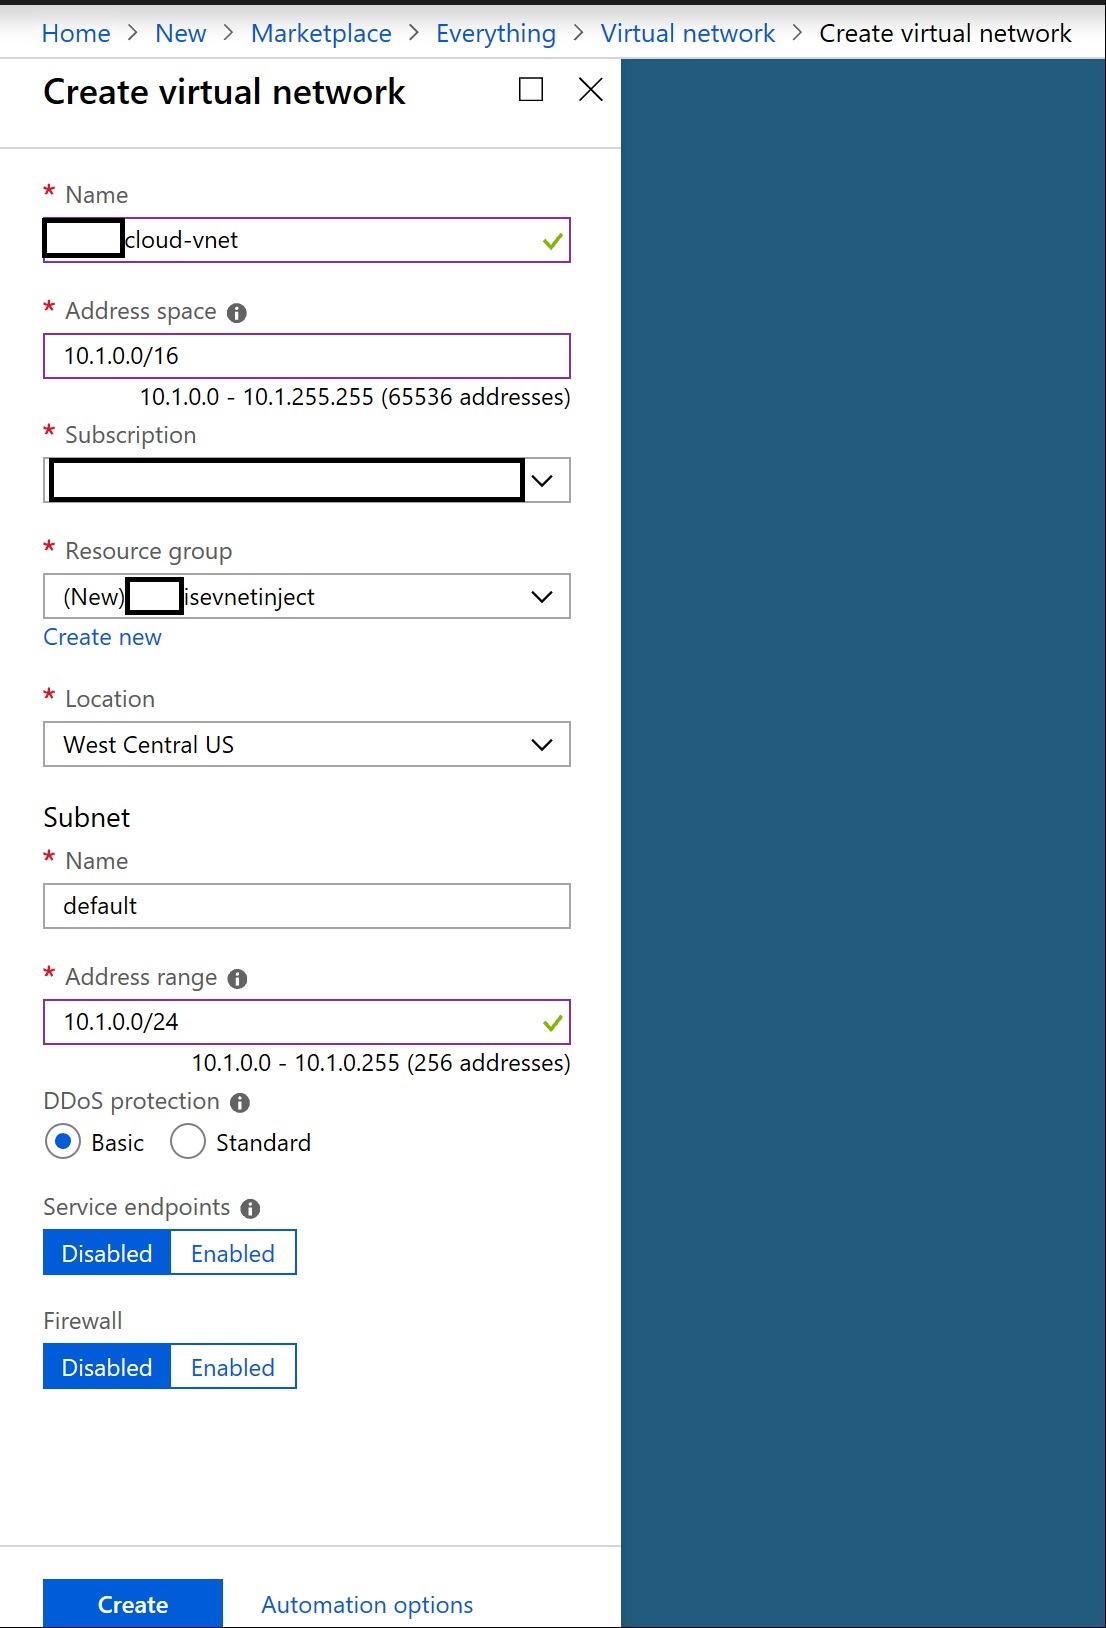 Home > New > Marketplace > Everything > Virtual network > Create virtual network
Create virtual network
* Name
cloud-vnet
* Address space
10.1.0.0/16
10.1.0.0 - 10.1.255.255 (65536 addresses)
* Subscription
* Resource group
(New) isevnetinject
Create new
* Location
West Central US
Subnet
* Name
default
* Address range
10.1.0.0/24
10.1.0.0 - 10.1.0.255 (256 addresses)
DDoS protection
Basic Standard
Service endpoints
Disabled Enabled
Firewall
Disabled Enabled
Create Automation options